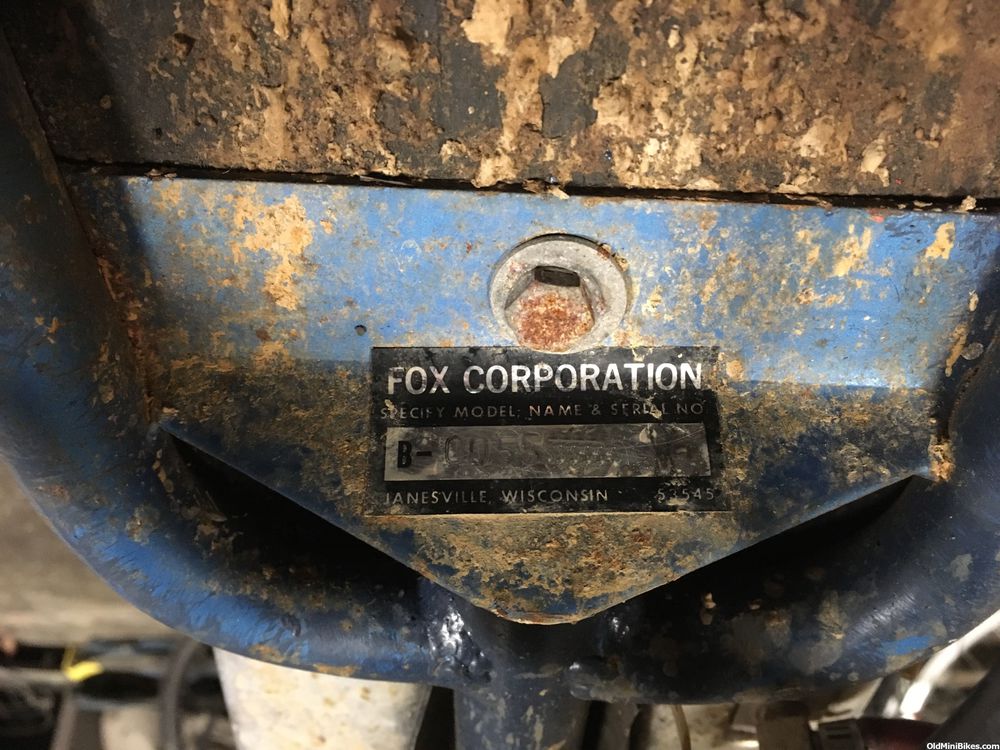 FOX CORPORATION
SPECIFY MODEL, NAME & SERIAL NO
B-
JANESVILLE, WISCONSIN 53545
OldMiniBikes.com